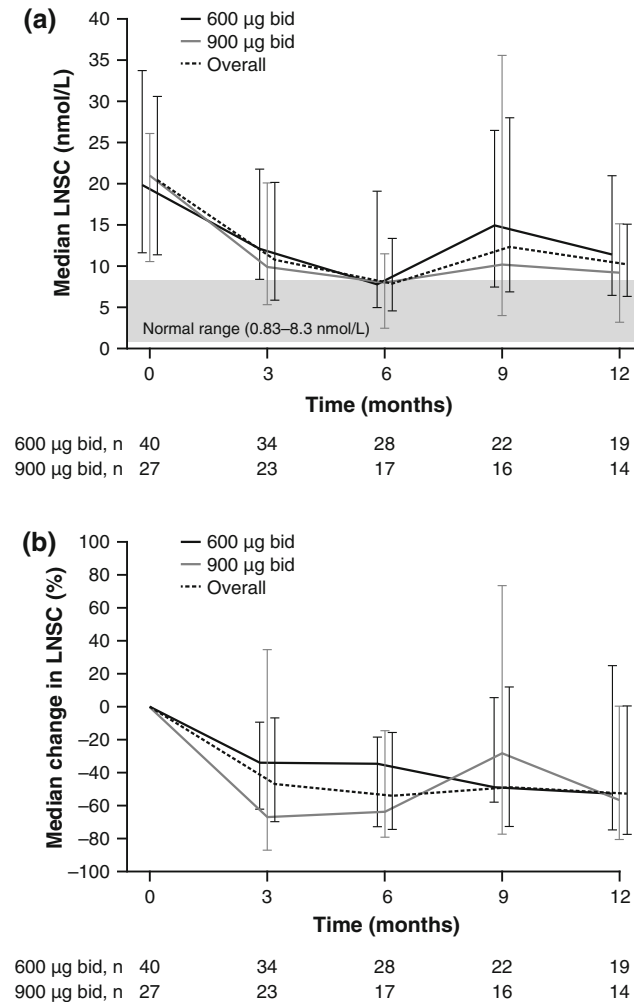 (a)
600 µg bid
900 µg bid
Overall
Median LNSC (nmol/L)
40
35
30
25
20
15
10
5
0
Normal range (0.83–8.3 nmol/L)
0 3 6 9 12
Time (months)
600 µg bid, n 40 34 28 22 19
900 µg bid, n 27 23 17 16 14
(b)
600 µg bid
900 µg bid
Overall
Median change in LNSC (%)
100
80
60
40
20
0
–20
–40
–60
–80
–100
0 3 6 9 12
Time (months)
600 µg bid, n 40 34 28 22 19
900 µg bid, n 27 23 17 16 14